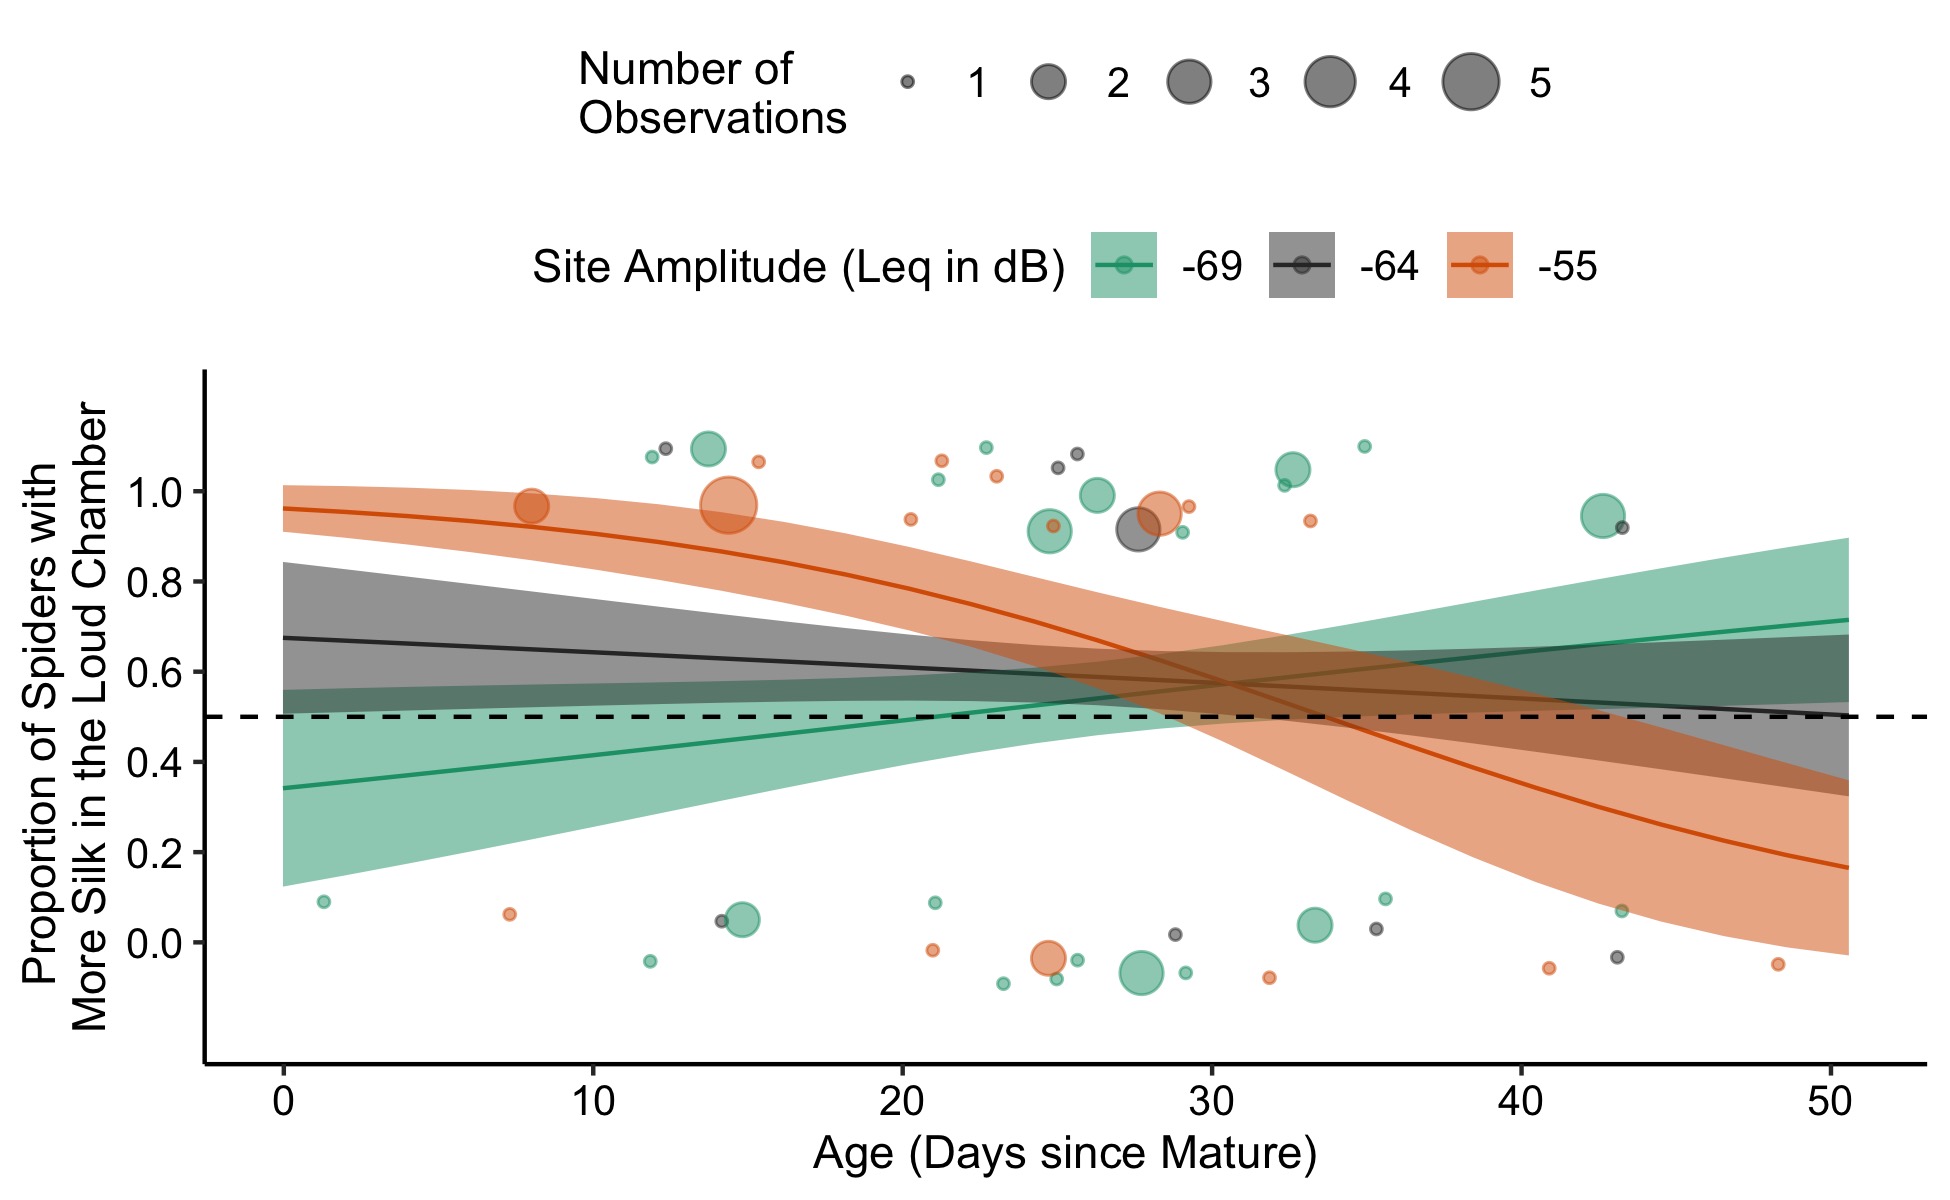 Number of
Observations
1 2 3 4 5
Site Amplitude (Leq in dB) -69 -64 -55
Proportion of Spiders with
More Silk in the Loud Chamber
1.0
0.8
0.6
0.4
0.2
0.0
0 10 20 30 40 50
Age (Days since Mature)